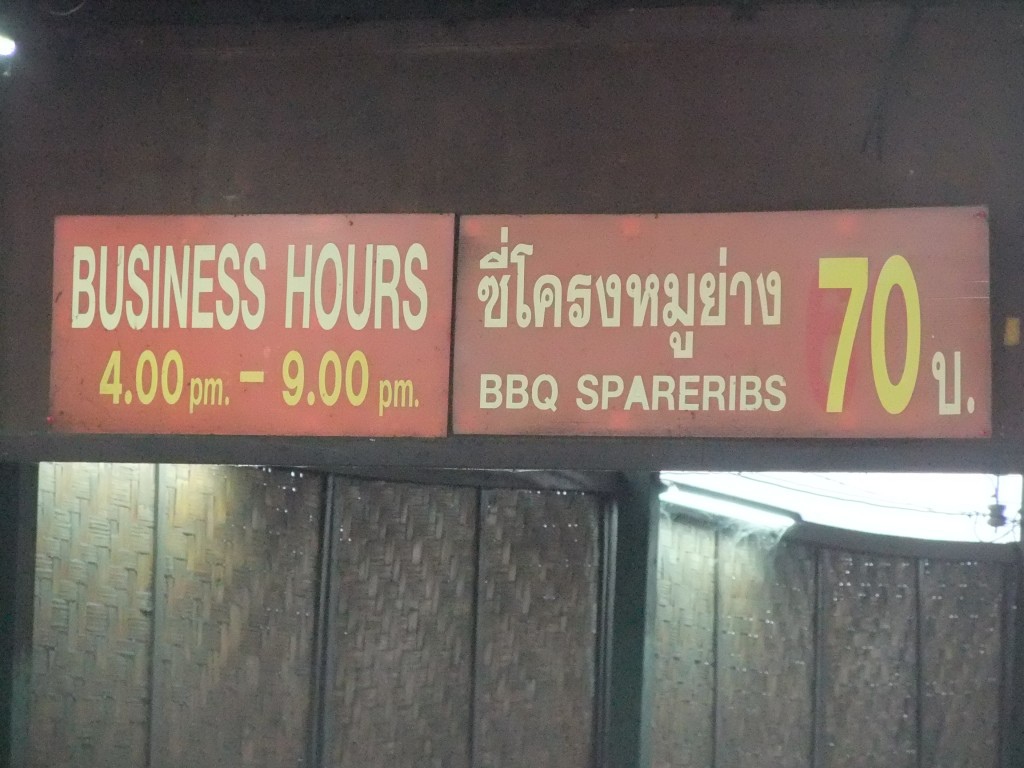 BUSINESS HOURS
4.00 pm. - 9.00 pm.
ซี่โครงหมูย่าง 70 บ.
BBQ SPARERIBS